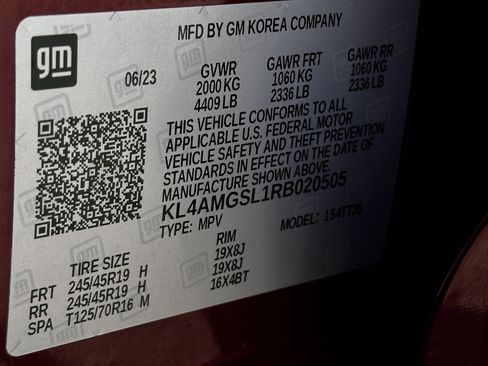 gm
MFD BY GM KOREA COMPANY
06/23 GVWR GAWR FRT GAWR RR
2000 KG 1060 KG 1060 KG
4409 LB 2336 LB 2336 LB
THIS VEHICLE CONFORMS TO ALL
APPLICABLE U.S. FEDERAL MOTOR
VEHICLE SAFETY AND THEFT PREVENTION
STANDARDS IN EFFECT ON THE DATE OF
MANUFACTURE SHOWN ABOVE
KL4AMGSL1RB020505
TYPE: MPV MODEL: 1547726
TIRE SIZE RIM
FRT 245/45R19 H 19X8J
RR 245/45R19 H 19X8J
SPA T125/70R16 M 16X4BT